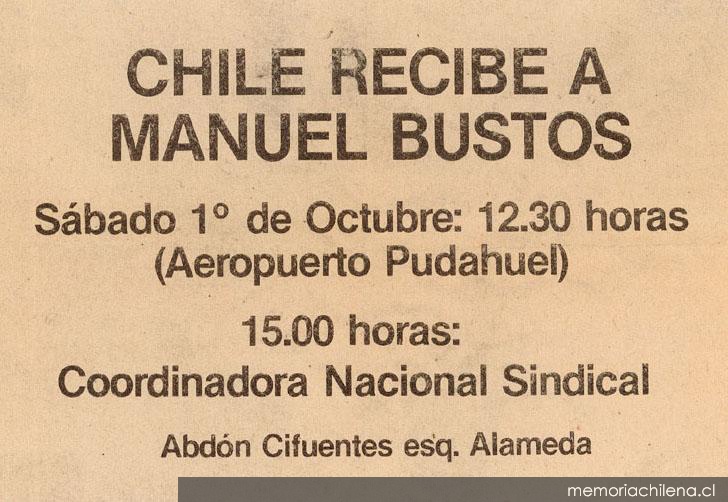 CHILE RECIBE A
MANUEL BUSTOS
Sábado 1º de Octubre: 12.30 horas
(Aeropuerto Pudahuel)
15.00 horas:
Coordinadora Nacional Sindical
Abdón Cifuentes esq. Alameda
memoriachilena.cl